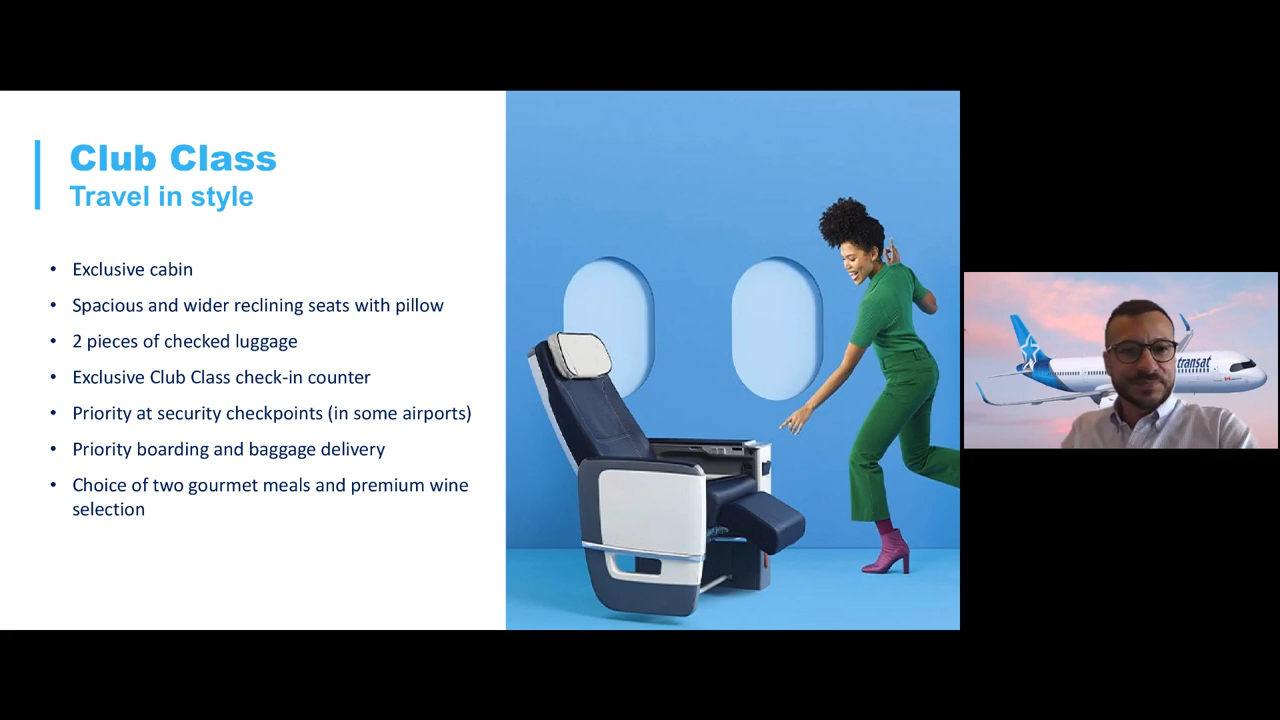 Club Class
Travel in style
• Exclusive cabin
• Spacious and wider reclining seats with pillow
• 2 pieces of checked luggage
• Exclusive Club Class check-in counter
• Priority at security checkpoints (in some airports)
• Priority boarding and baggage delivery
• Choice of two gourmet meals and premium wine
selection
transat